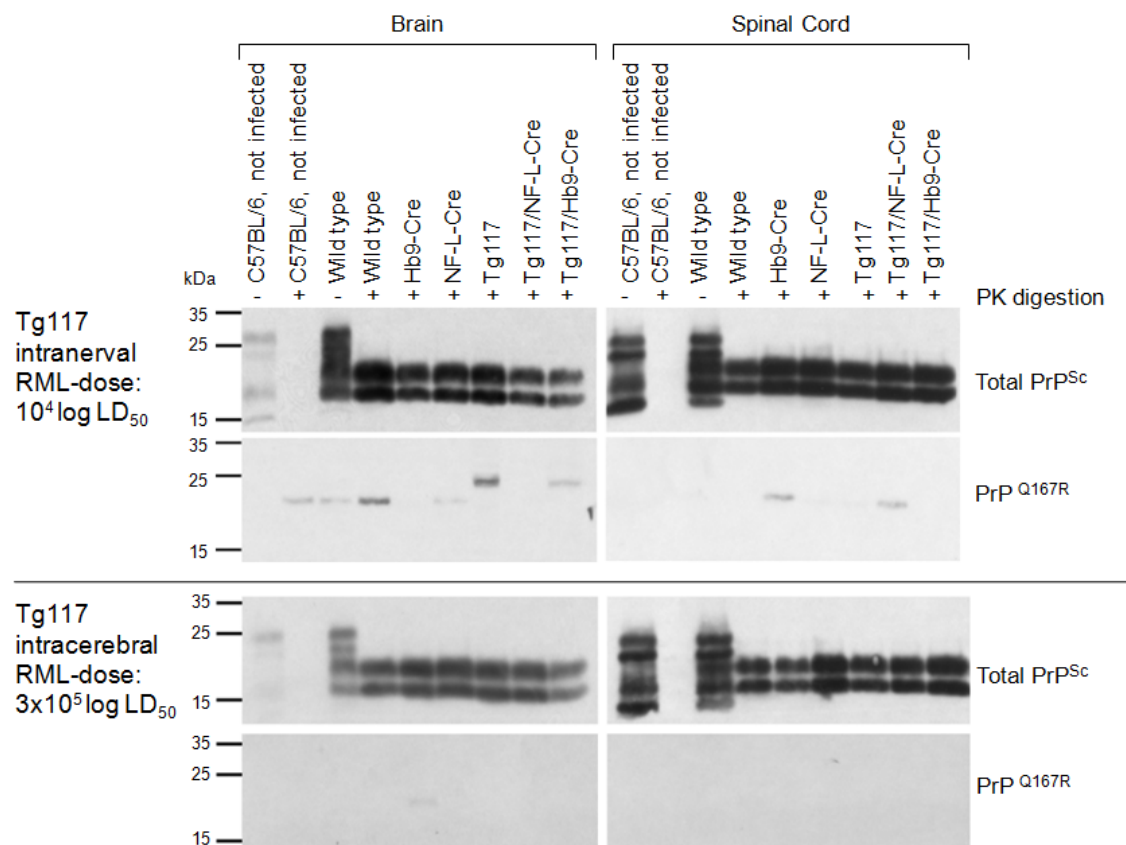 Brain
Spinal Cord
C57BL/6, not infected
C57BL/6, not infected
Wild type
Wild type
Hb9-Cre
NF-L-Cre
Tg117
Tg117/NF-L-Cre
Tg117/Hb9-Cre
C57BL/6, not infected
C57BL/6, not infected
Wild type
Wild type
Hb9-Cre
NF-L-Cre
Tg117
Tg117/NF-L-Cre
Tg117/Hb9-Cre
kDa
- + - + + + + + + - + - + + + + + + PK digestion
Tg117
intranerval
RML-dose:
10⁴ log LD₅₀
35
25
15
Total PrPˢᶜ
35
25
15
PrP Q167R
Tg117
intracerebral
RML-dose:
3x10⁵ log LD₅₀
35
25
15
Total PrPˢᶜ
35
25
15
PrP Q167R